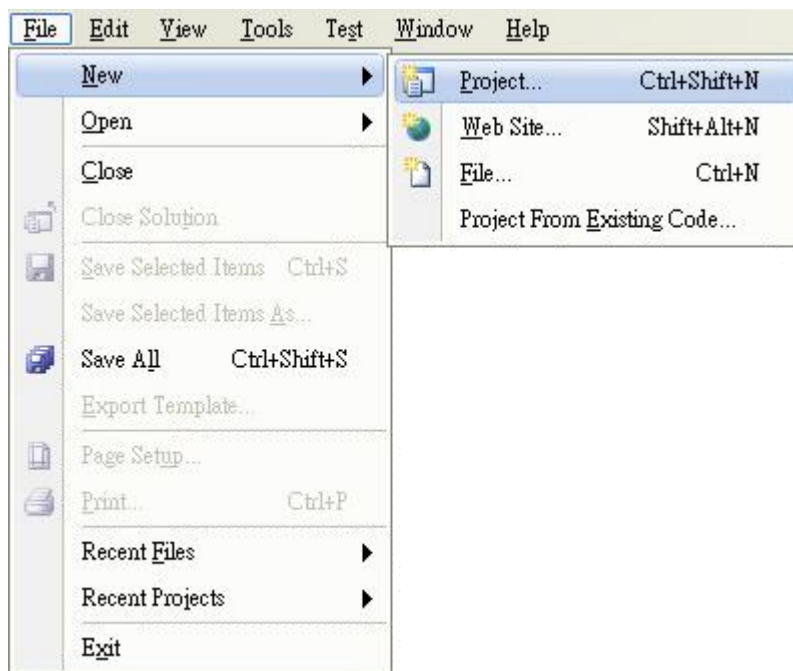 File Edit View Tools Test Window Help
New
Open
Close
Close Solution
Save Selected Items Ctrl+S
Save Selected Items As...
Save All Ctrl+Shift+S
Export Template...
Page Setup...
Print... Ctrl+P
Recent Files
Recent Projects
Exit
Project... Ctrl+Shift+N
Web Site... Shift+Alt+N
File... Ctrl+N
Project From Existing Code...